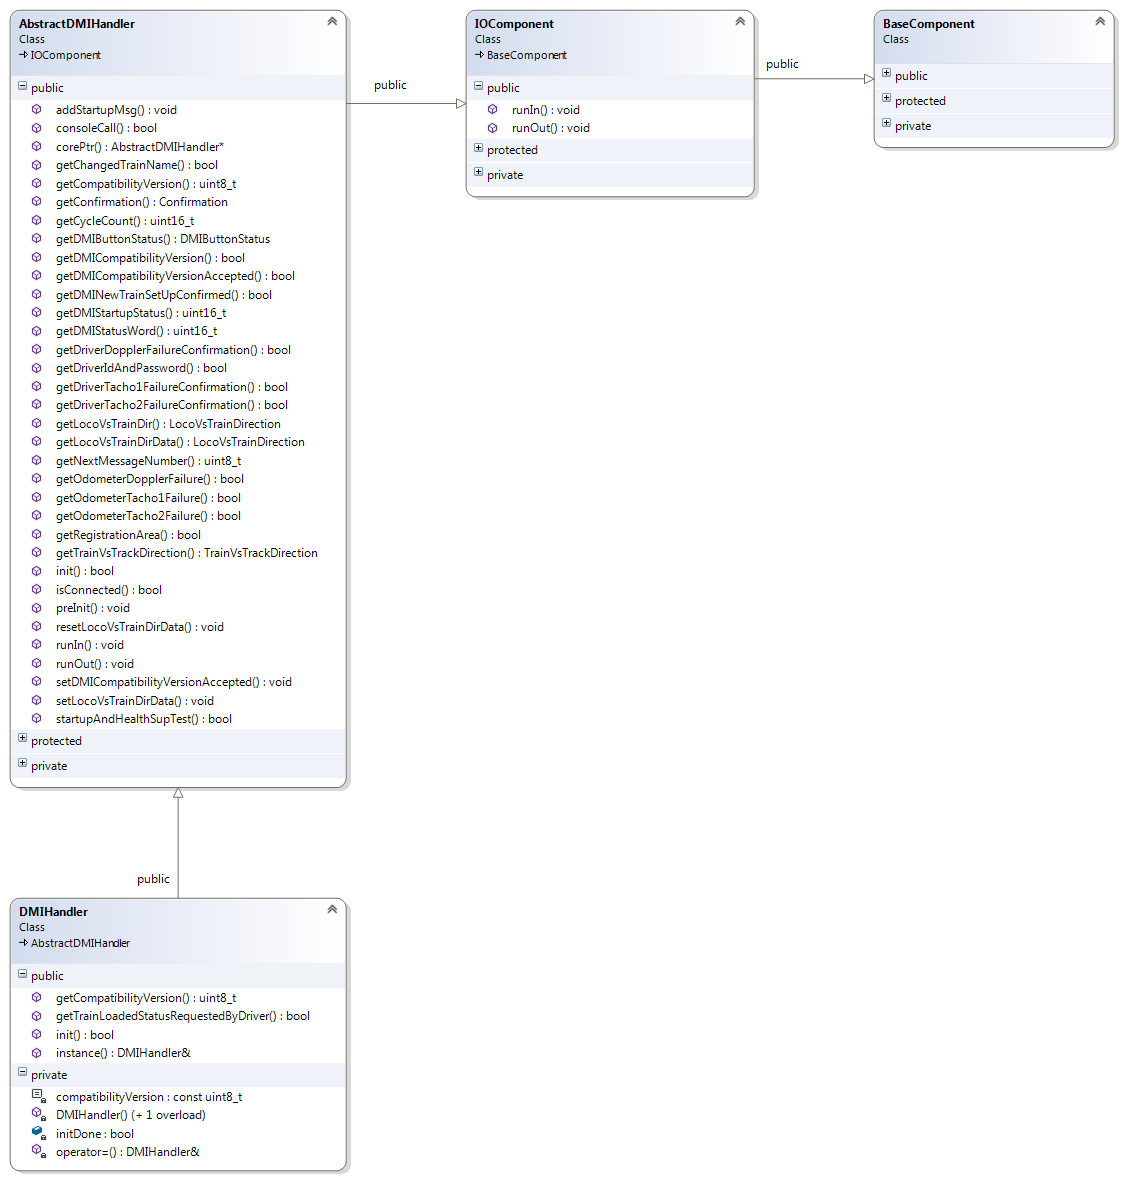 AbstractDMIHandler
Class
IOComponent
public
addStartupMsg() : void
consoleCall() : bool
corePtr() : AbstractDMIHandler*
getChangedTrainName() : bool
getCompatibilityVersion() : uint8_t
getConfirmation() : Confirmation
getCycleCount() : uint16_t
getDMIButtonStatus() : DMIButtonStatus
getDMICompatibilityVersion() : bool
getDMICompatibilityVersionAccepted() : bool
getDMINewTrainSetUpConfirmed() : bool
getDMIStartupStatus() : uint16_t
getDMIStatusWord() : uint16_t
getDriverDopplerFailureConfirmation() : bool
getDriverIdAndPassword() : bool
getDriverTacho1FailureConfirmation() : bool
getDriverTacho2FailureConfirmation() : bool
getLocoVsTrainDir() : LocoVsTrainDirection
getLocoVsTrainDirData() : LocoVsTrainDirection
getNextMessageNumber() : uint8_t
getOdometerDopplerFailure() : bool
getOdometerTacho1Failure() : bool
getOdometerTacho2Failure() : bool
getRegistrationArea() : bool
getTrainVsTrackDirection() : TrainVsTrackDirection
init() : bool
isConnected() : bool
preInit() : void
resetLocoVsTrainDirData() : void
runIn() : void
runOut() : void
setDMICompatibilityVersionAccepted() : void
setLocoVsTrainDirData() : void
startupAndHealthSupTest() : bool
protected
private
public
IOComponent
Class
BaseComponent
public
runIn() : void
runOut() : void
protected
private
public
BaseComponent
Class
public
protected
private
public
DMIHandler
Class
AbstractDMIHandler
public
getCompatibilityVersion() : uint8_t
getTrainLoadedStatusRequestedByDriver() : bool
init() : bool
instance() : DMIHandler&
private
compatibilityVersion : const uint8_t
DMIHandler() (+ 1 overload)
initDone : bool
operator=() : DMIHandler&